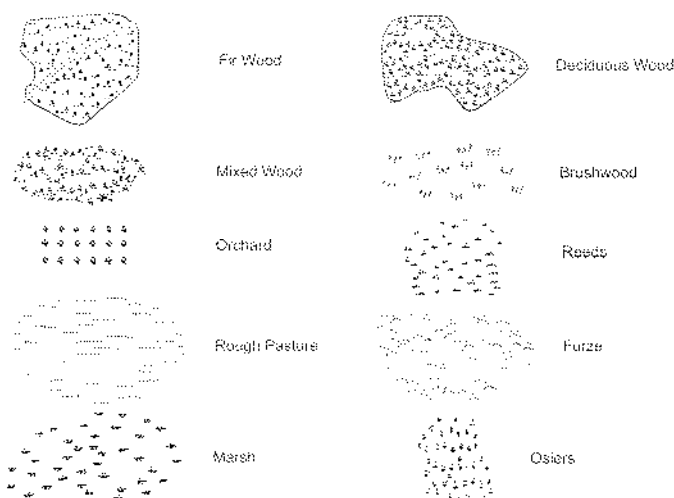 Fir Wood
Deciduous Wood
Mixed Wood
Brushwood
Orchard
Reeds
Rough Pasture
Furze
Marsh
Osiers